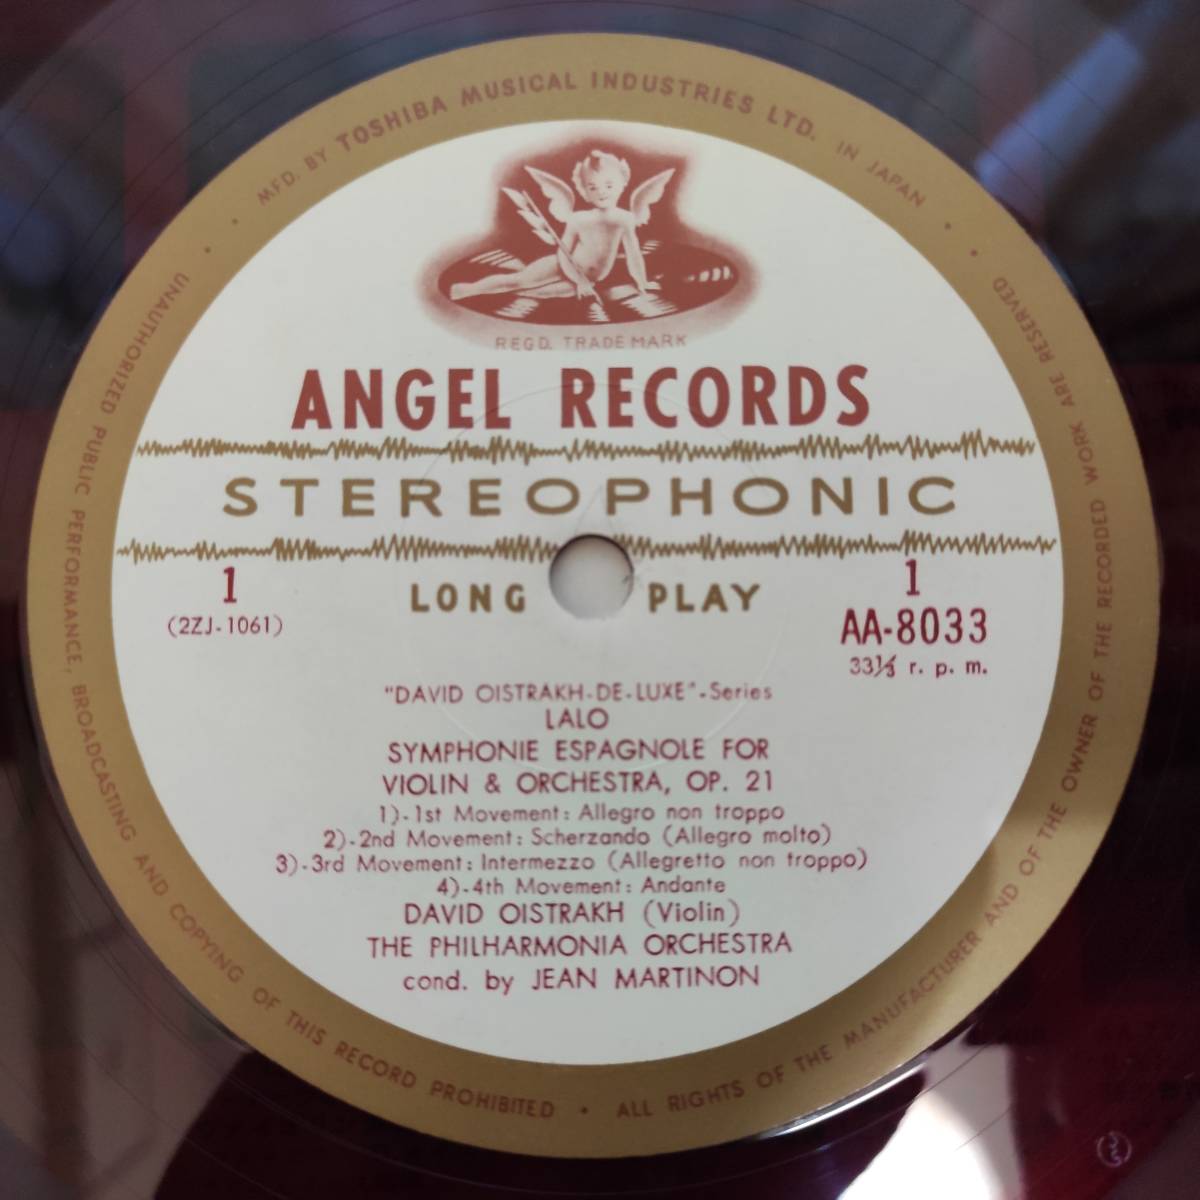 MFD. BY TOSHIBA MUSICAL INDUSTRIES LTD. IN JAPAN
REGD. TRADE MARK
ANGEL RECORDS
STEREOPHONIC
LONG PLAY
1
(2ZJ-1061)
1
AA-8033
33⅓ r. p. m.
"DAVID OISTRAKH-DE-LUXE"-Series
LALO
SYMPHONIE ESPAGNOLE FOR
VIOLIN & ORCHESTRA, OP. 21
1)-1st Movement: Allegro non troppo
2)-2nd Movement: Scherzando (Allegro molto)
3)-3rd Movement: Intermezzo (Allegretto non troppo)
4)-4th Movement: Andante
DAVID OISTRAKH (Violin)
THE PHILHARMONIA ORCHESTRA
cond. by JEAN MARTINON
UNAUTHORIZED PUBLIC PERFORMANCE, BROADCASTING AND COPYING OF THIS RECORD PROHIBITED • ALL RIGHTS OF THE MANUFACTURER AND OF THE OWNER OF THE RECORDED WORK ARE RESERVED